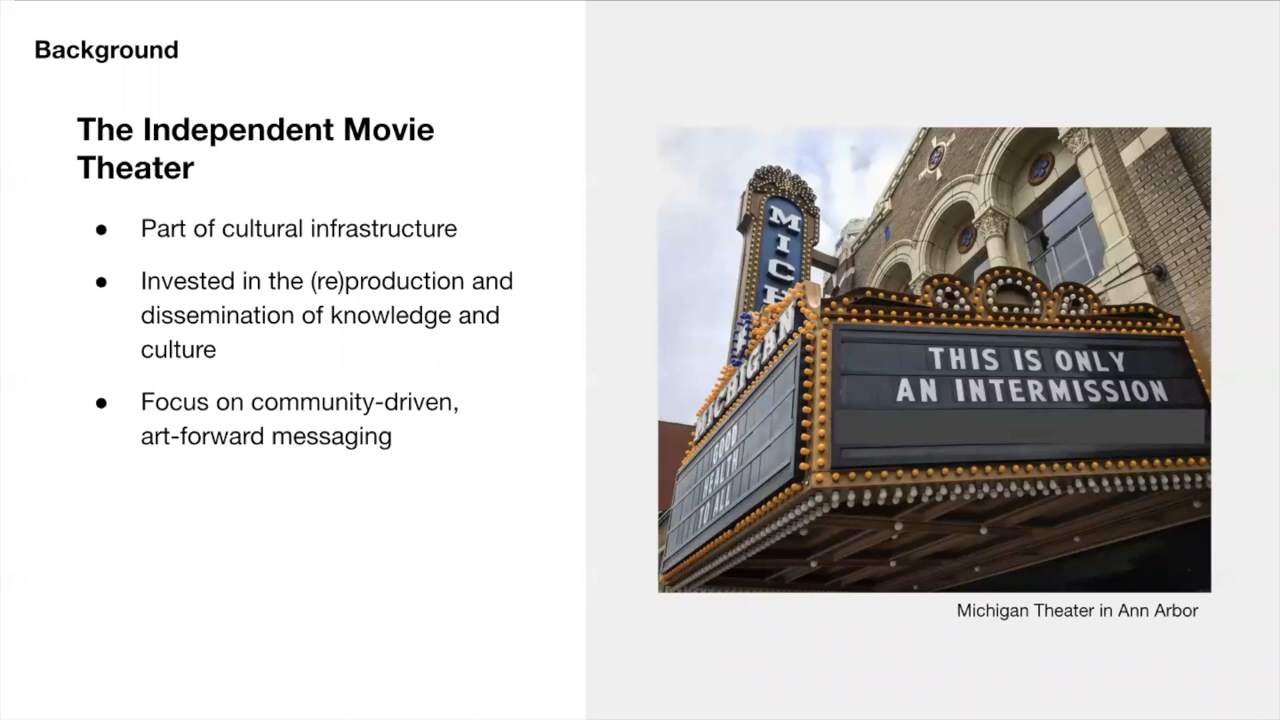 Background
The Independent Movie
Theater
● Part of cultural infrastructure
● Invested in the (re)production and
dissemination of knowledge and
culture
● Focus on community-driven,
art-forward messaging
MICH
MICHIGAN
THIS IS ONLY
AN INTERMISSION
GOOD
HEALTH
TO ALL
Michigan Theater in Ann Arbor